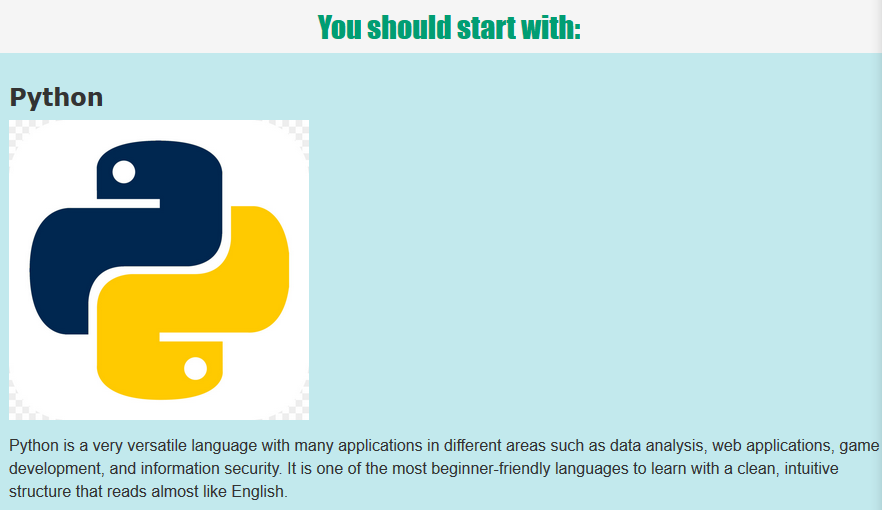 You should start with:
Python
Python is a very versatile language with many applications in different areas such as data analysis, web applications, game
development, and information security. It is one of the most beginner-friendly languages to learn with a clean, intuitive
structure that reads almost like English.